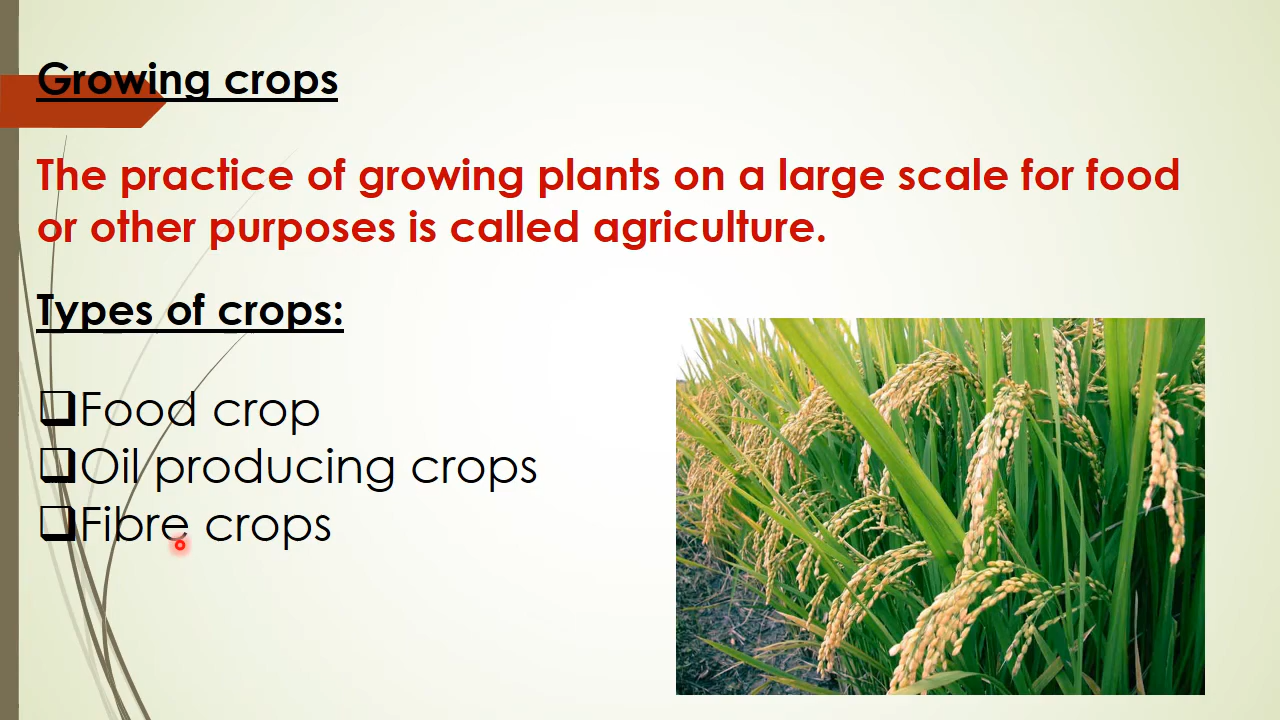 Growing crops
The practice of growing plants on a large scale for food
or other purposes is called agriculture.
Types of crops:
❑Food crop
❑Oil producing crops
❑Fibre crops